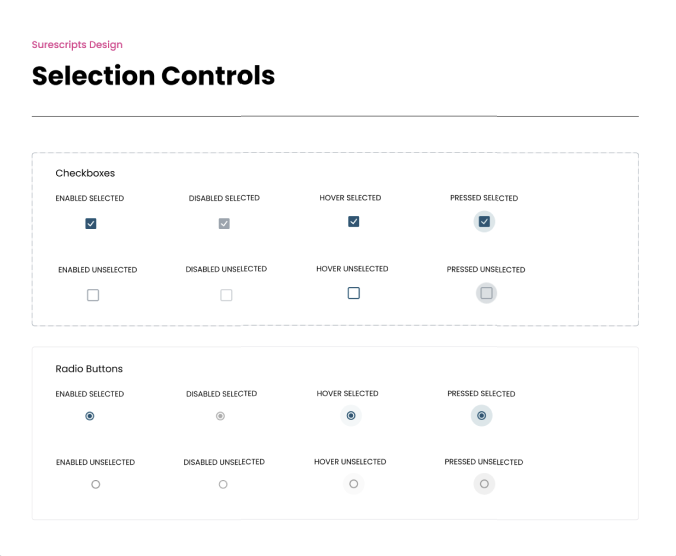 Surescripts Design
Selection Controls
Checkboxes
ENABLED SELECTED DISABLED SELECTED HOVER SELECTED PRESSED SELECTED
ENABLED UNSELECTED DISABLED UNSELECTED HOVER UNSELECTED PRESSED UNSELECTED
Radio Buttons
ENABLED SELECTED DISABLED SELECTED HOVER SELECTED PRESSED SELECTED
ENABLED UNSELECTED DISABLED UNSELECTED HOVER UNSELECTED PRESSED UNSELECTED